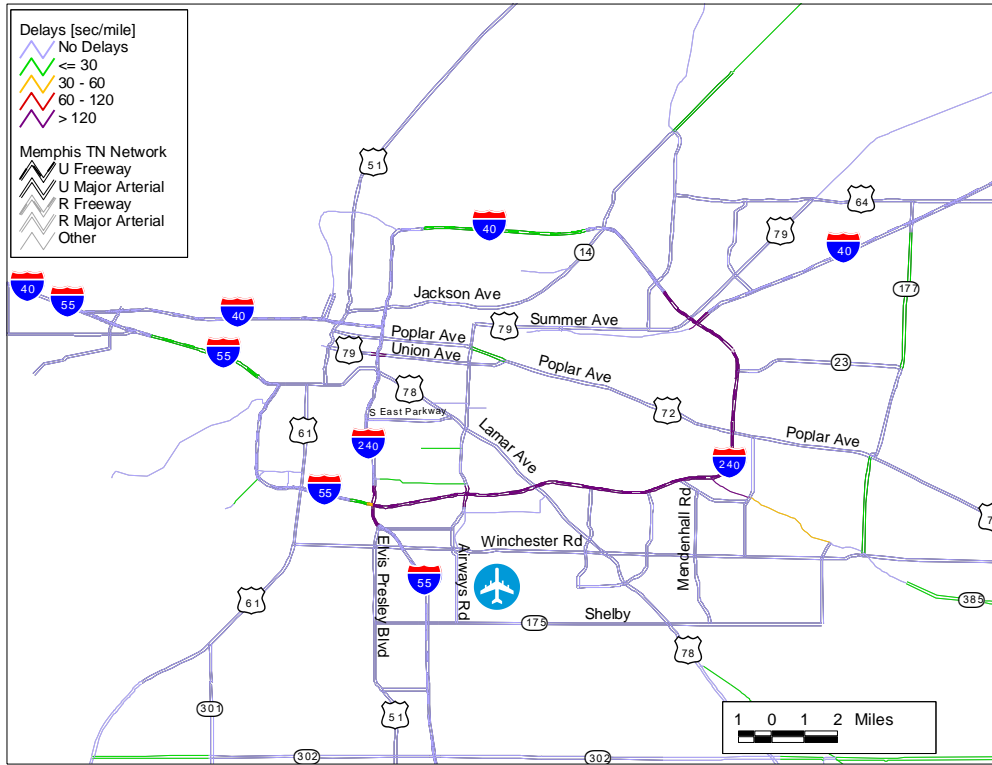 Delays [sec/mile]
No Delays
<= 30
30 - 60
60 - 120
> 120
Memphis TN Network
U Freeway
U Major Arterial
R Freeway
R Major Arterial
Other
51
64
40
79
40
14
177
40
55
40
Jackson Ave
79
Summer Ave
Poplar Ave
79
Union Ave
55
Poplar Ave
23
78
S East Parkway
72
61
240
Lamar Ave
Poplar Ave
240
55
Mendenhall Rd
Winchester Rd
Elvis Presley Blvd
Airways Rd
55
61
385
175
Shelby
78
301
51
1 0 1 2 Miles
302
302